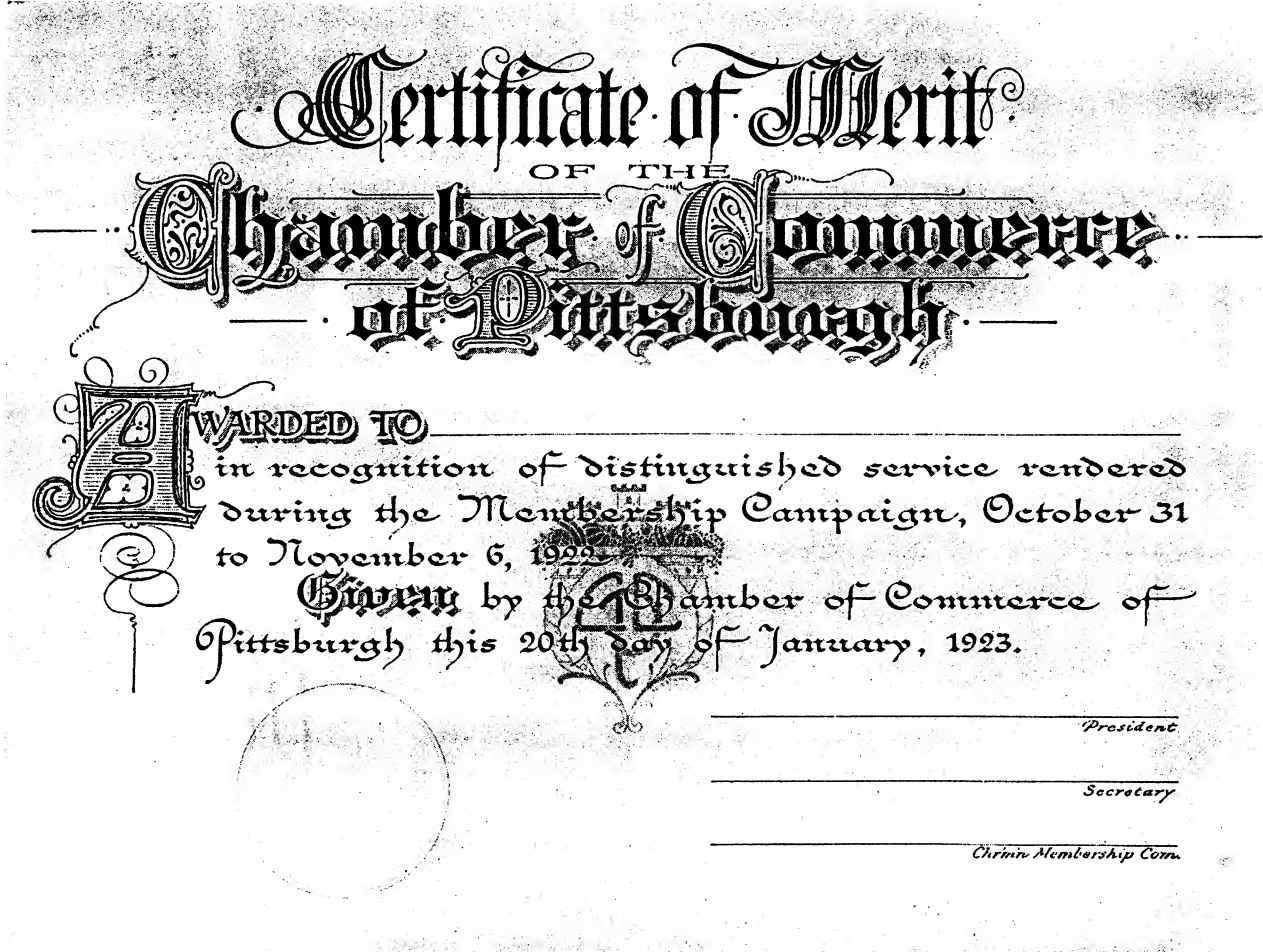 Certificate of Merit
OF THE
Chamber of Commerce
of Pittsburgh
AWARDED TO
in recognition of distinguished service rendered
during the Membership Campaign, October 31
to November 6, 1922
Given by the Chamber of Commerce of
Pittsburgh this 20th day of January, 1923.
President
Secretary
Chrm'n Membership Com.